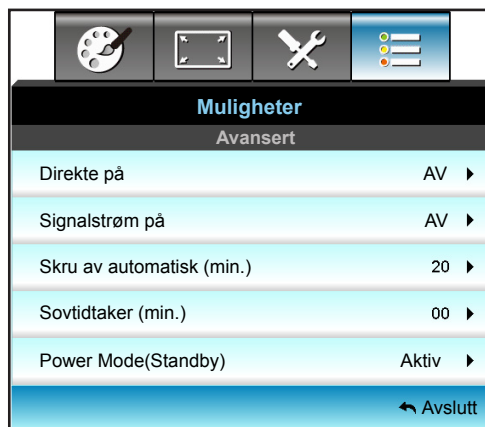 Muligheter
Avansert
Direkte på AV
Signalstrøm på AV
Skru av automatisk (min.) 20
Sovtidtaker (min.) 00
Power Mode(Standby) Aktiv
Avslutt